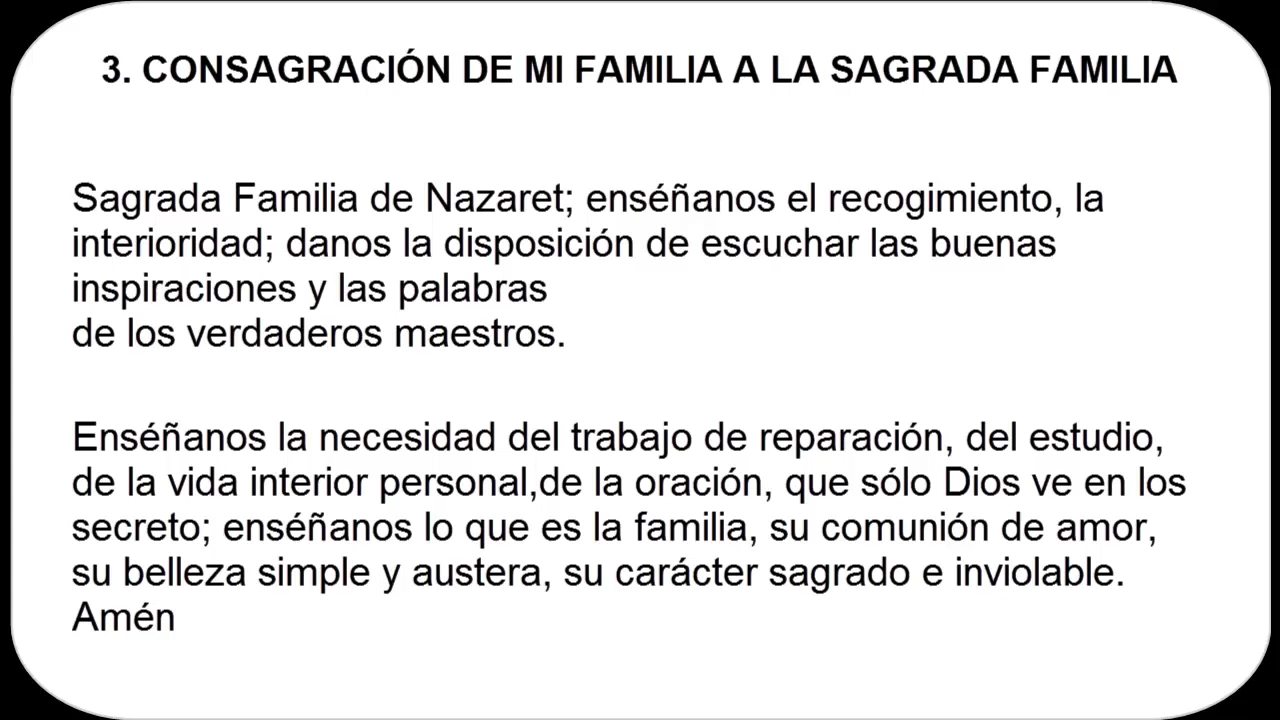 3. CONSAGRACIÓN DE MI FAMILIA A LA SAGRADA FAMILIA
Sagrada Familia de Nazaret; enséñanos el recogimiento, la
interioridad; danos la disposición de escuchar las buenas
inspiraciones y las palabras
de los verdaderos maestros.
Enséñanos la necesidad del trabajo de reparación, del estudio,
de la vida interior personal,de la oración, que sólo Dios ve en los
secreto; enséñanos lo que es la familia, su comunión de amor,
su belleza simple y austera, su carácter sagrado e inviolable.
Amén